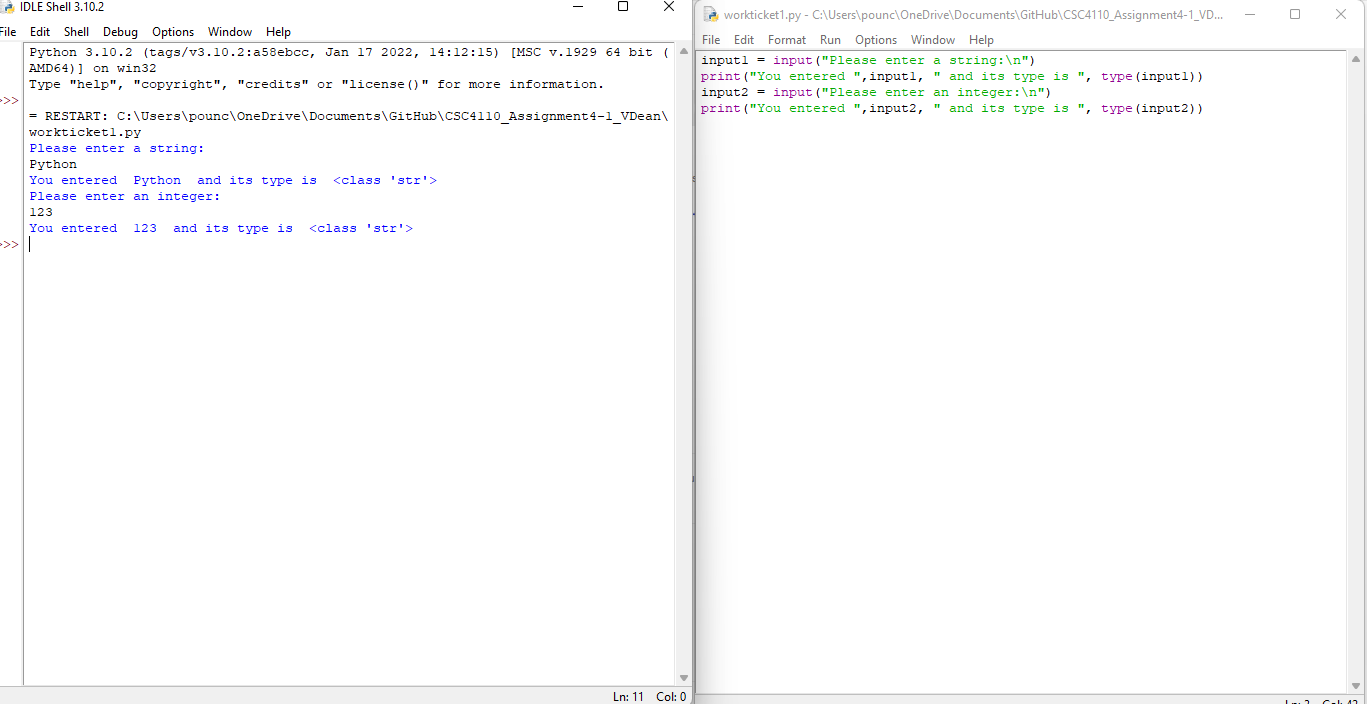 IDLE Shell 3.10.2
File Edit Shell Debug Options Window Help
Python 3.10.2 (tags/v3.10.2:a58ebcc, Jan 17 2022, 14:12:15) [MSC v.1929 64 bit (
AMD64)] on win32
Type "help", "copyright", "credits" or "license()" for more information.
>>>
= RESTART: C:\Users\pounc\OneDrive\Documents\GitHub\CSC4110_Assignment4-1_VDean\
workticket1.py
Please enter a string:
Python
You entered  Python  and its type is  <class 'str'>
Please enter an integer:
123
You entered  123  and its type is  <class 'str'>
>>>
Ln: 11 Col: 0
workticket1.py - C:\Users\pounc\OneDrive\Documents\GitHub\CSC4110_Assignment4-1_VD...
File Edit Format Run Options Window Help
input1 = input("Please enter a string:\n")
print("You entered ",input1, " and its type is ", type(input1))
input2 = input("Please enter an integer:\n")
print("You entered ",input2, " and its type is ", type(input2))